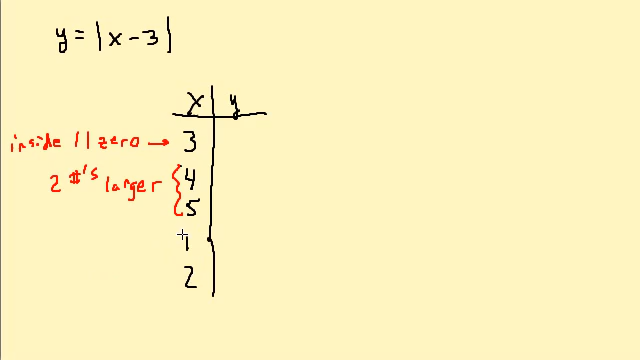 y = |x - 3|
x y
inside || zero → 3
2 #'s larger { 4
5
1
2